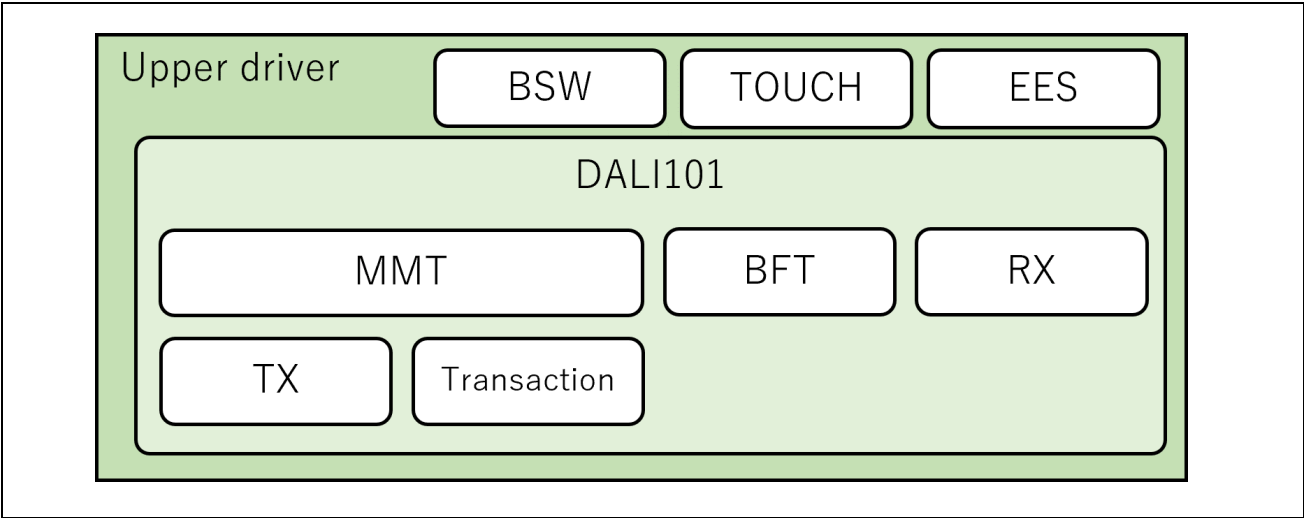 Upper driver
BSW
TOUCH
EES
DALI101
MMT
BFT
RX
TX
Transaction